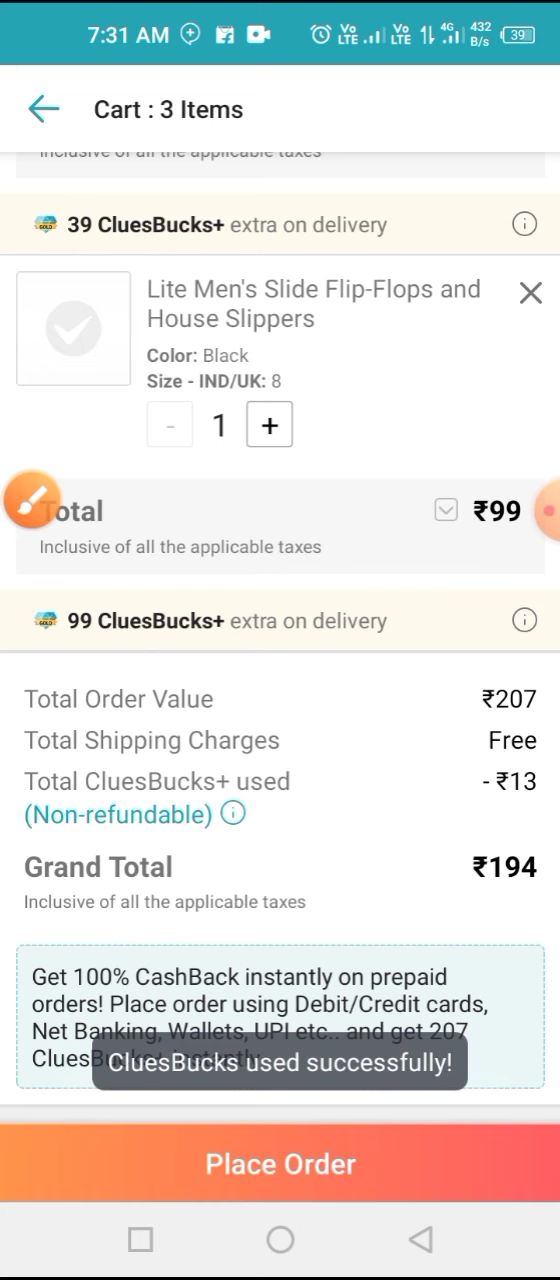 7:31 AM Vo LTE Vo LTE 4G 432 B/s 39
Cart : 3 Items
Inclusive of all the applicable taxes
39 CluesBucks+ extra on delivery
Lite Men's Slide Flip-Flops and
House Slippers
Color: Black
Size - IND/UK: 8
- 1 +
otal ₹99
Inclusive of all the applicable taxes
GOLD 99 CluesBucks+ extra on delivery
Total Order Value ₹207
Total Shipping Charges Free
Total CluesBucks+ used - ₹13
(Non-refundable)
Grand Total ₹194
Inclusive of all the applicable taxes
Get 100% CashBack instantly on prepaid
orders! Place order using Debit/Credit cards,
Net Banking, Wallets, UPI etc.. and get 207
CluesB
CluesBucks used successfully!
Place Order